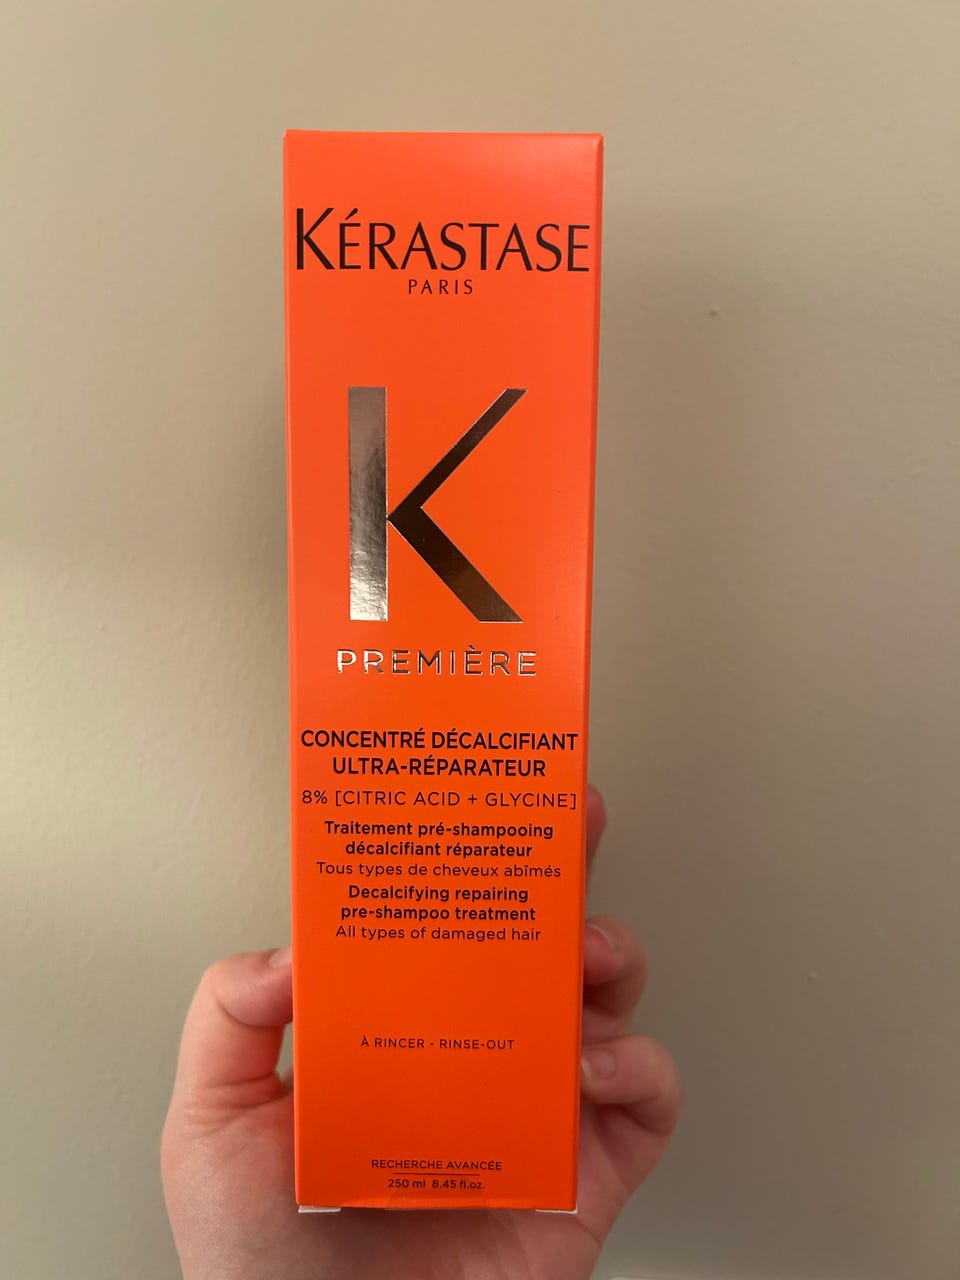 KÉRASTASE
PARIS
K
PREMIÈRE
CONCENTRÉ DÉCALCIFIANT
ULTRA-RÉPARATEUR
8% [CITRIC ACID + GLYCINE]
Traitement pré-shampooing
décalcifiant réparateur
Tous types de cheveux abîmés
Decalcifying repairing
pre-shampoo treatment
All types of damaged hair
À RINCER - RINSE-OUT
RECHERCHE AVANCÉE
250 ml 8.45 fl.oz.